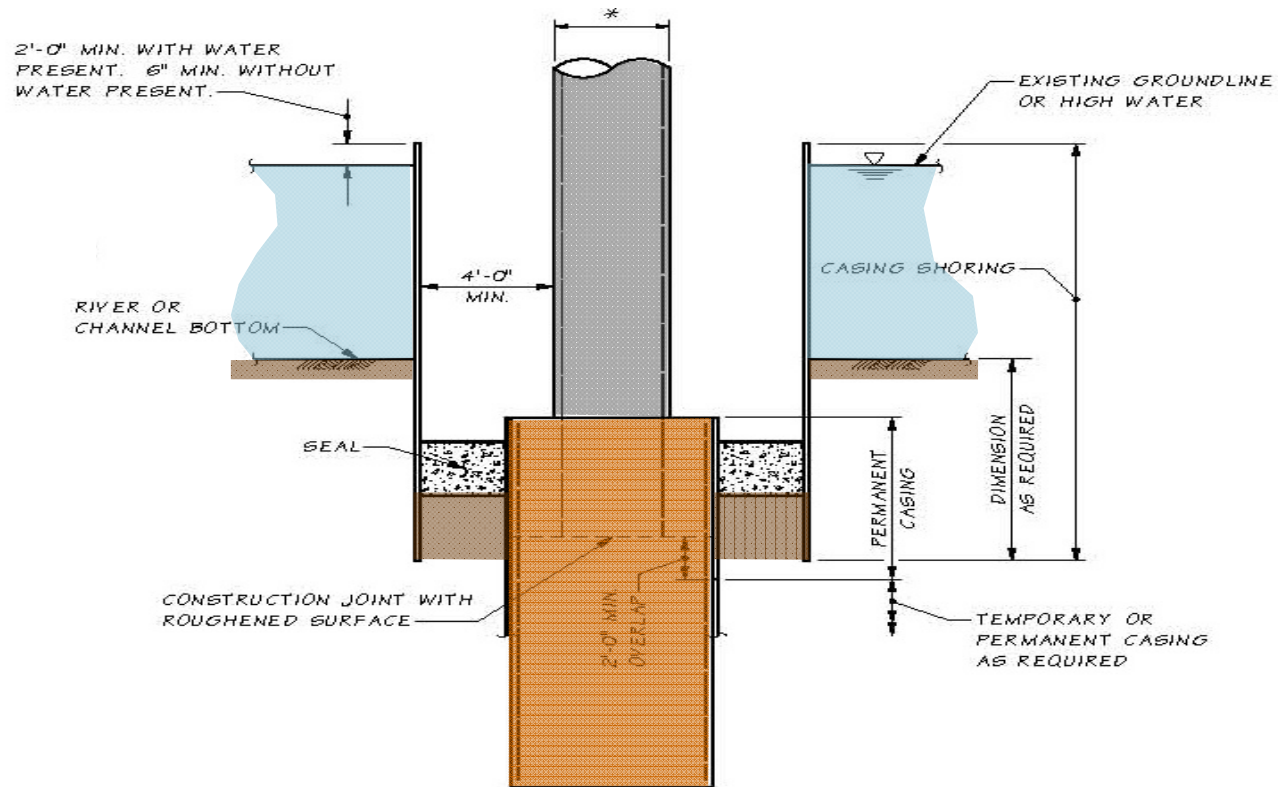 *
2'-0" MIN. WITH WATER
PRESENT. 6" MIN. WITHOUT
WATER PRESENT.
EXISTING GROUNDLINE
OR HIGH WATER
4'-0"
MIN.
CASING SHORING
RIVER OR
CHANNEL BOTTOM
SEAL
PERMANENT
CASING
DIMENSION
AS REQUIRED
CONSTRUCTION JOINT WITH
ROUGHENED SURFACE
2'-0" MIN.
OVERLAP
TEMPORARY OR
PERMANENT CASING
AS REQUIRED